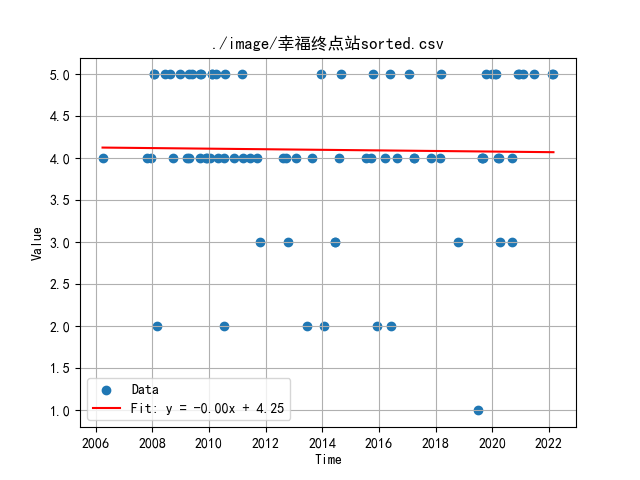 ./image/幸福终点站sorted.csv
5.0
4.5
4.0
3.5
3.0
2.5
2.0
1.5
1.0
Value
Data
Fit: y = -0.00x + 4.25
2006 2008 2010 2012 2014 2016 2018 2020 2022
Time